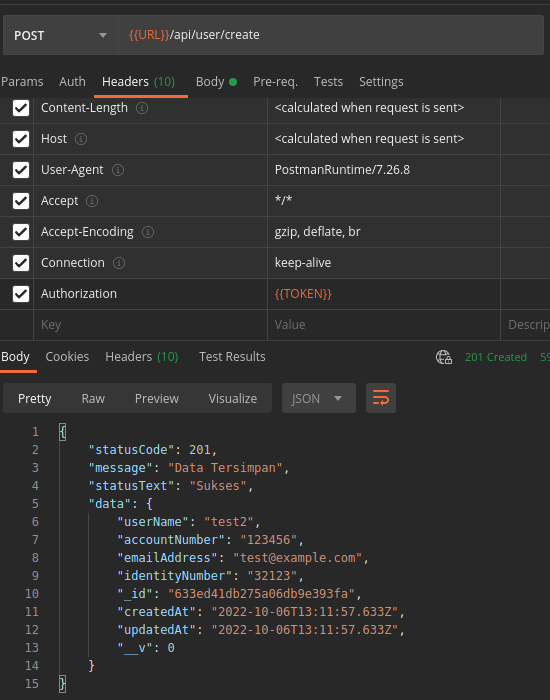 POST {{URL}}/api/user/create
Params Auth Headers (10) Body Pre-req. Tests Settings
Content-Length <calculated when request is sent>
Host <calculated when request is sent>
User-Agent PostmanRuntime/7.26.8
Accept */*
Accept-Encoding gzip, deflate, br
Connection keep-alive
Authorization {{TOKEN}}
Key Value Descrip
Body Cookies Headers (10) Test Results 201 Created 59
Pretty Raw Preview Visualize JSON
1 {
2 "statusCode": 201,
3 "message": "Data Tersimpan",
4 "statusText": "Sukses",
5 "data": {
6 "userName": "test2",
7 "accountNumber": "123456",
8 "emailAddress": "test@example.com",
9 "identityNumber": "32123",
10 "_id": "633ed41db275a06db9e393fa",
11 "createdAt": "2022-10-06T13:11:57.633Z",
12 "updatedAt": "2022-10-06T13:11:57.633Z",
13 "__v": 0
14 }
15 }